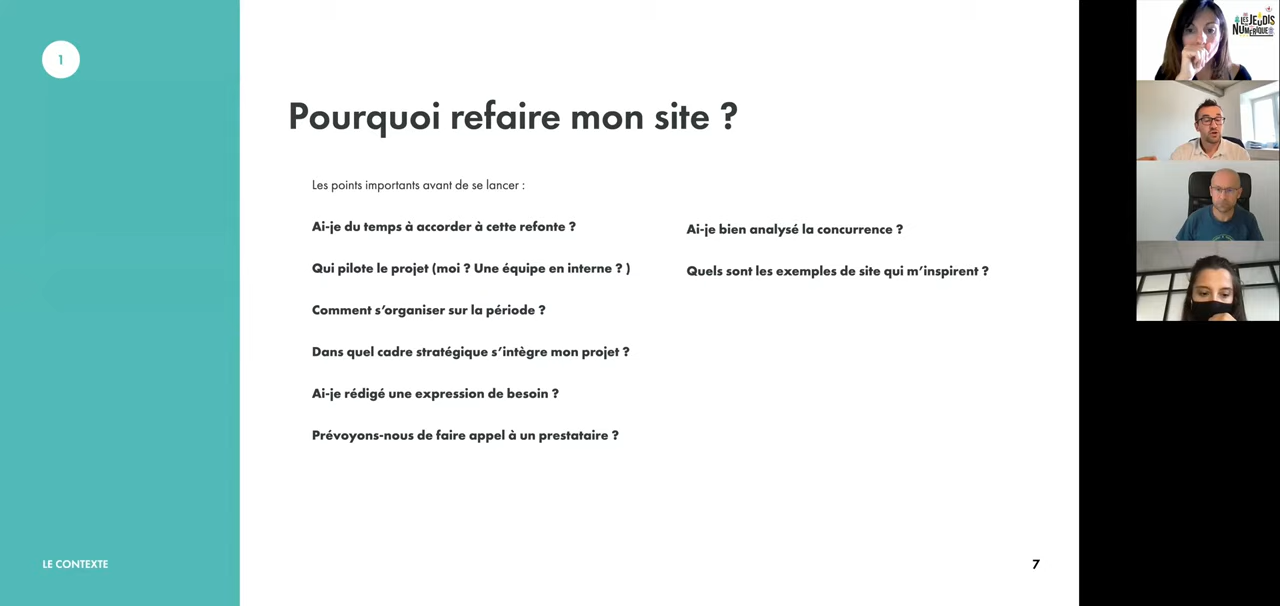 1
Pourquoi refaire mon site ?
Les points importants avant de se lancer :
Ai-je du temps à accorder à cette refonte ?
Qui pilote le projet (moi ? Une équipe en interne ? )
Comment s’organiser sur la période ?
Dans quel cadre stratégique s’intègre mon projet ?
Ai-je rédigé une expression de besoin ?
Prévoyons-nous de faire appel à un prestataire ?
Ai-je bien analysé la concurrence ?
Quels sont les exemples de site qui m’inspirent ?
LE CONTEXTE
7
LES JEUDIS
NUMÉRIQUES